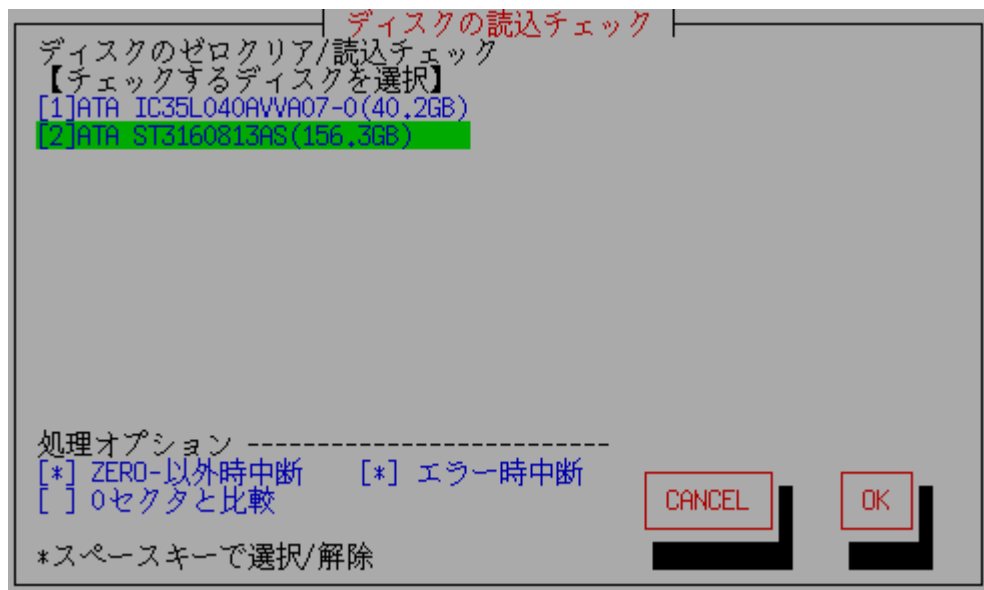 ディスクの読込チェック
ディスクのゼロクリア/読込チェック
【チェックするディスクを選択】
[1]ATA IC35L040AVVA07-0(40.2GB)
[2]ATA ST3160813AS(156.3GB)
処理オプション --------------------------
[*] ZERO-以外時中断 [*] エラー時中断
[ ] 0セクタと比較
CANCEL OK
*スペースキーで選択/解除